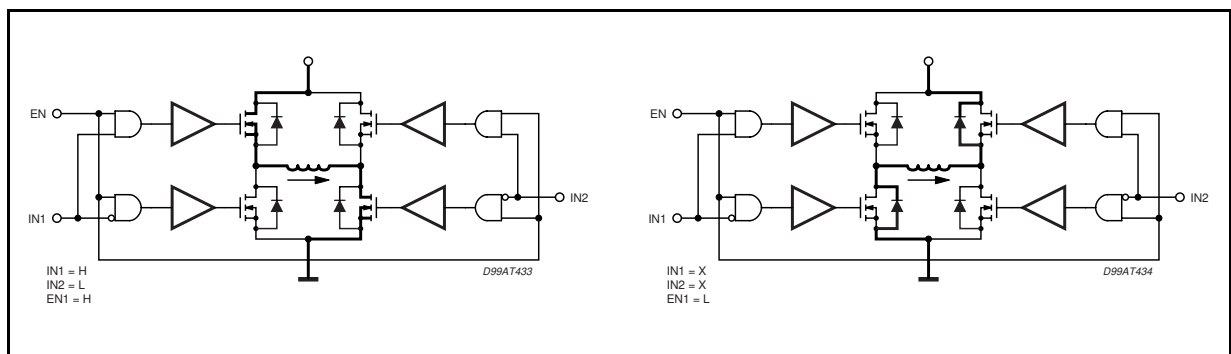 EN
IN1
IN2
IN1 = H
IN2 = L
EN1 = H
D99AT433
EN
IN1
IN2
IN1 = X
IN2 = X
EN1 = L
D99AT434